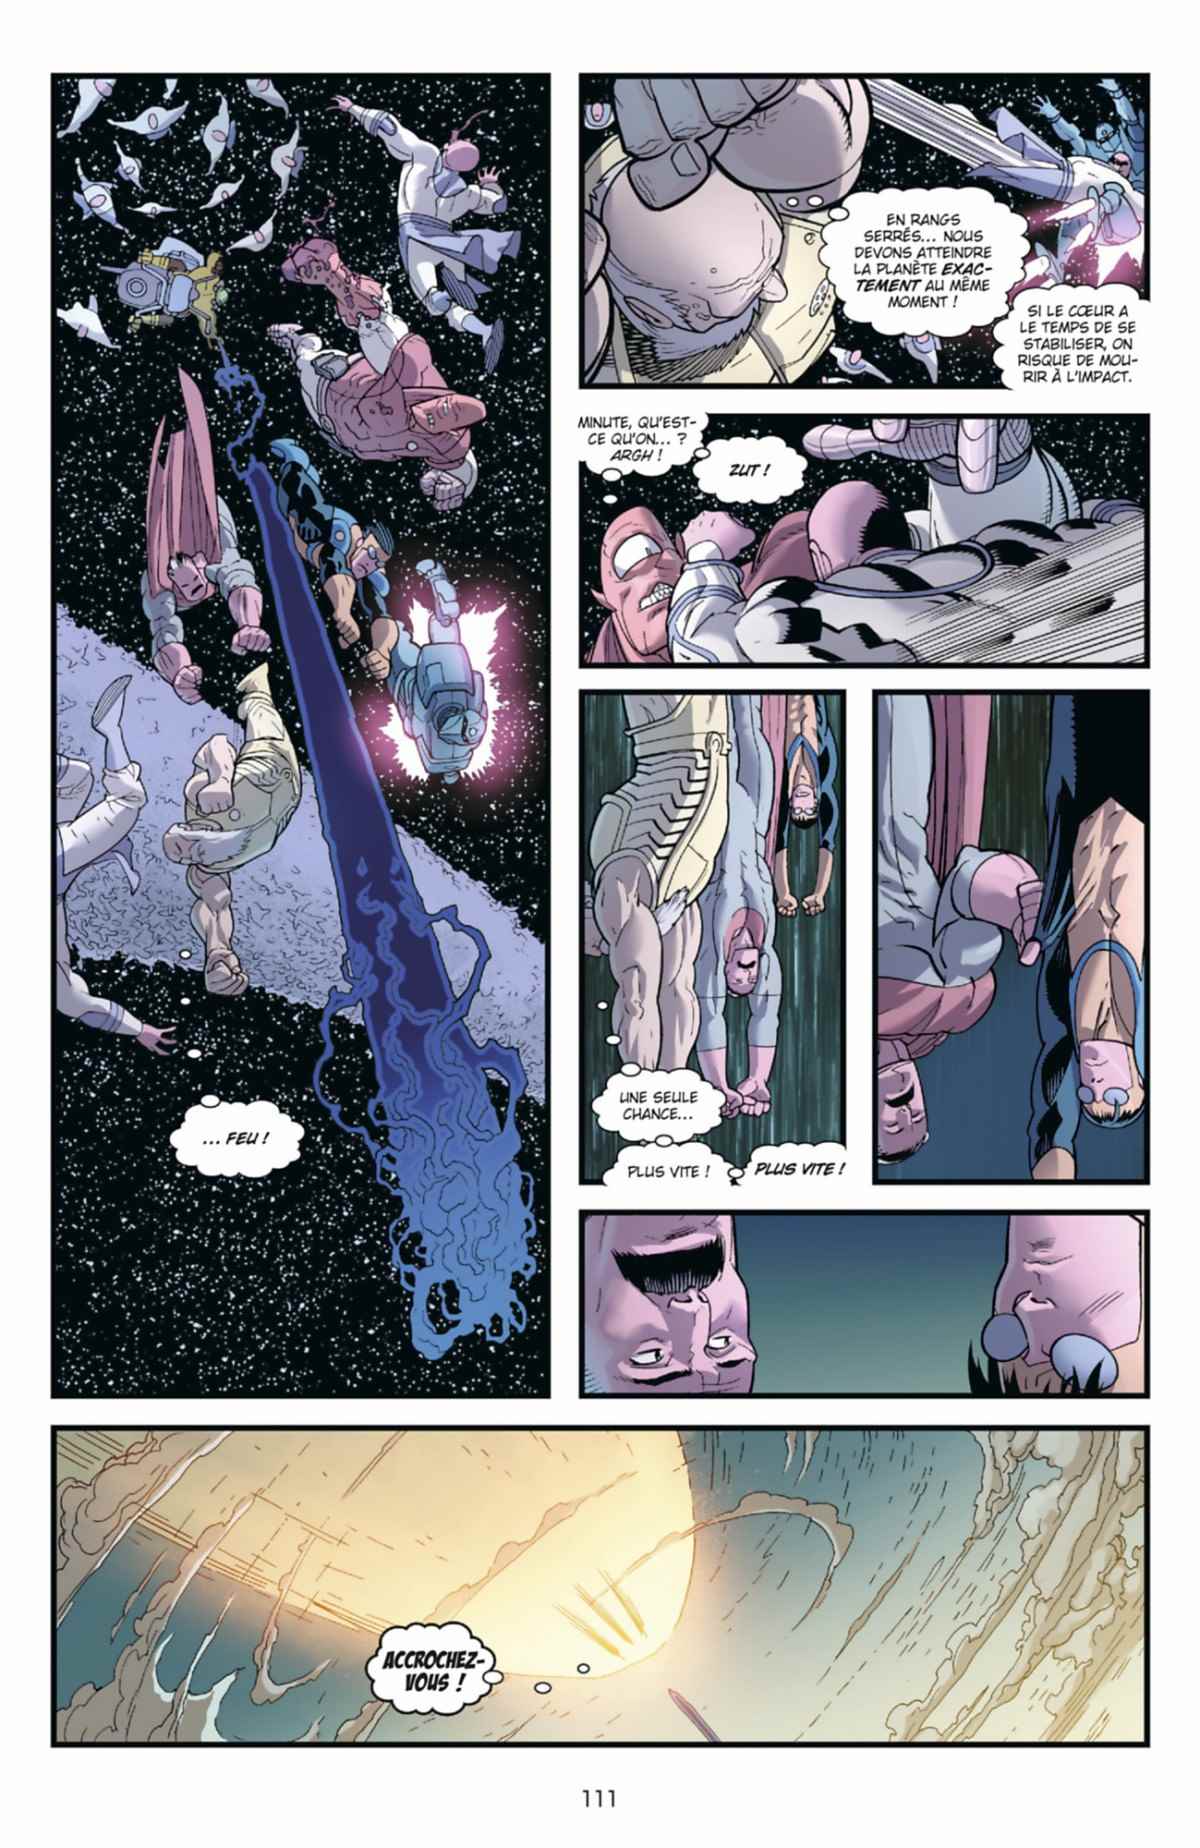 ... FEU !
EN RANGS
SERRÉS... NOUS
DEVONS ATTEINDRE
LA PLANÈTE EXAC-
TEMENT AU MÊME
MOMENT !
SI LE CŒUR A
LE TEMPS DE SE
STABILISER, ON
RISQUE DE MOU-
RIR À L'IMPACT.
MINUTE, QU'EST-
CE QU'ON... ?
ARGH !
ZUT !
UNE SEULE
CHANCE...
PLUS VITE !
PLUS VITE !
ACCROCHEZ-
VOUS !
111